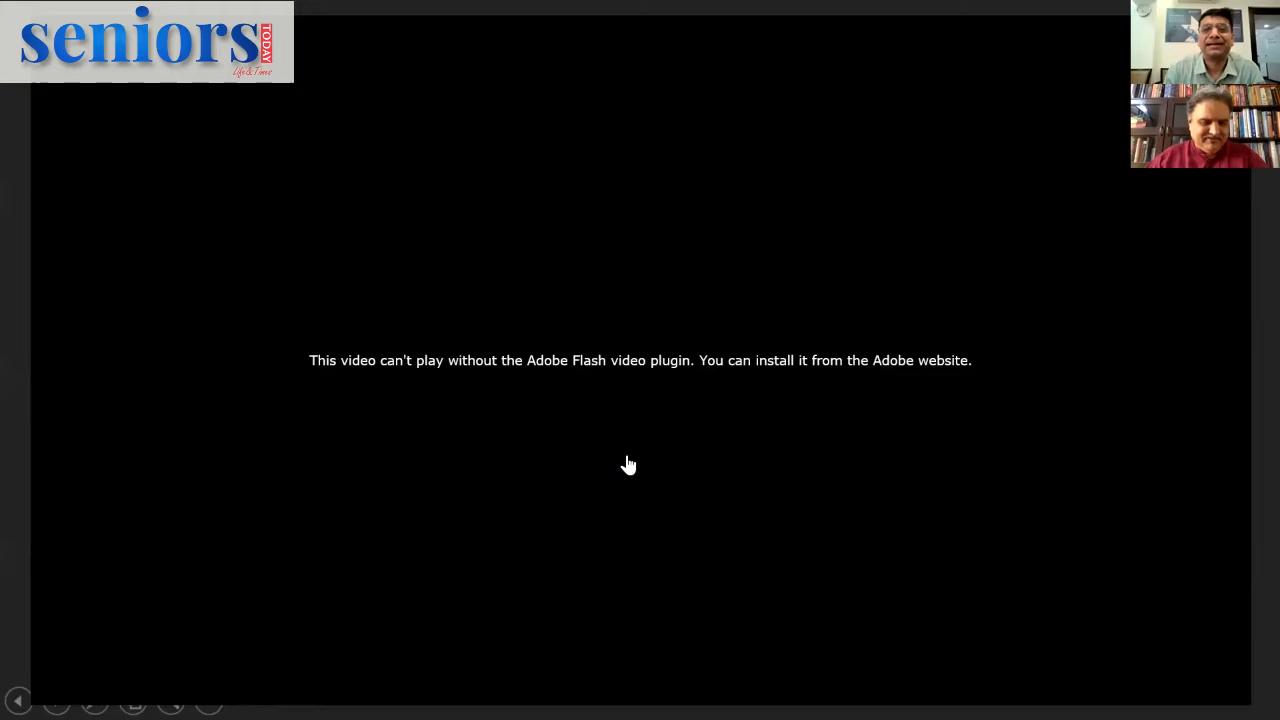 seniors
TODAY
Life & Times
This video can't play without the Adobe Flash video plugin. You can install it from the Adobe website.